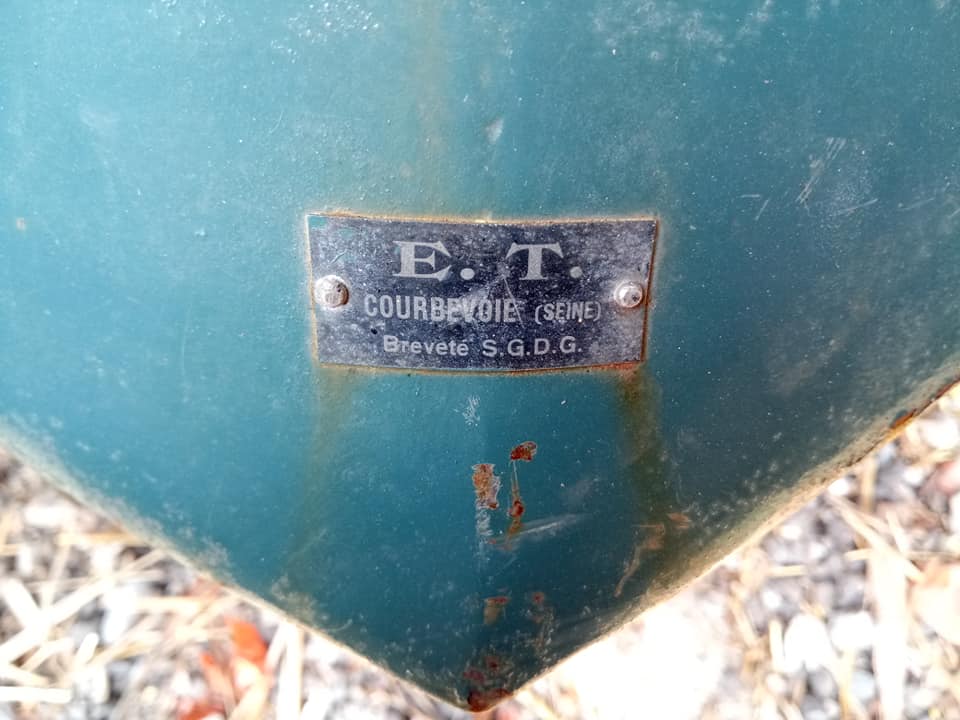 E. T.
COURBEVOIE (SEINE)
Breveté S.G.D.G.